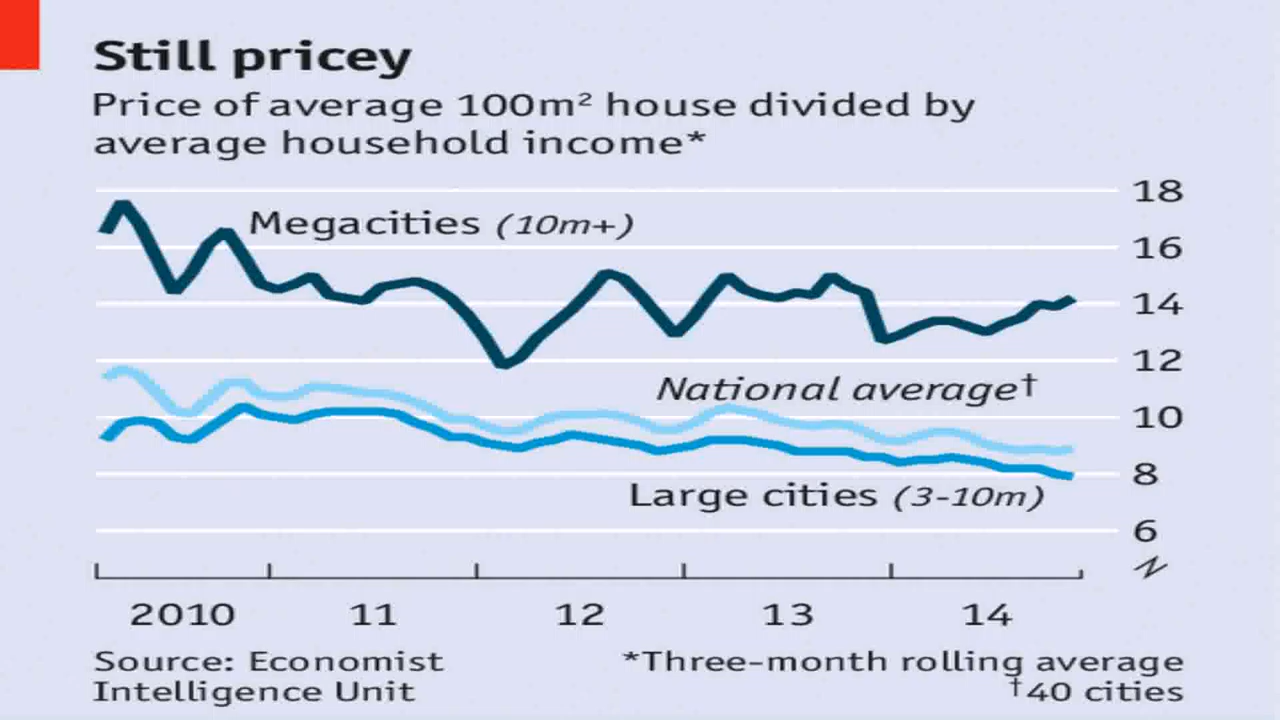 Still pricey
Price of average 100m² house divided by
average household income*
Megacities (10m+)
National average†
Large cities (3-10m)
18
16
14
12
10
8
6
2010 11 12 13 14
Source: Economist
Intelligence Unit
*Three-month rolling average
†40 cities